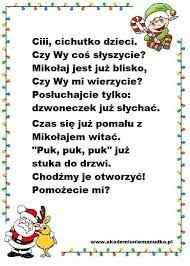 Ciii, cichutko dzieci.
Czy Wy coś słyszycie?
Mikołaj jest już blisko,
Czy Wy mi wierzycie?
Posłuchajcie tylko:
dzwoneczek już słychać.
Czas się już pomału z
Mikołajem witać.
"Puk, puk, puk" już
stuka do drzwi.
Chodźmy je otworzyć!
Pomożecie mi?
www.akademianiemanudka.pl